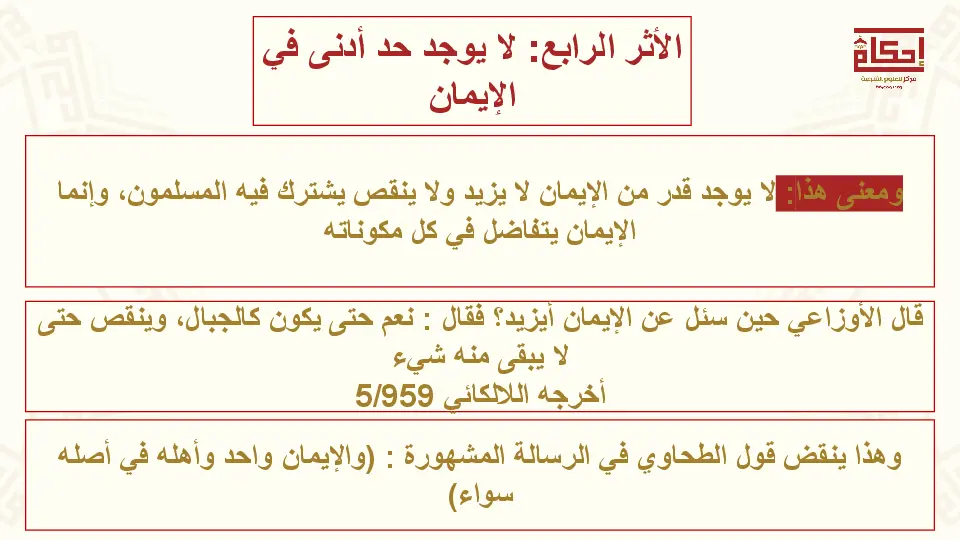 الأثر الرابع: لا يوجد حد أدنى في
الإيمان
إحكام
مركز للعلوم الشرعية
ومعنى هذا: لا يوجد قدر من الإيمان لا يزيد ولا ينقص يشترك فيه المسلمون، وإنما
الإيمان يتفاضل في كل مكوناته
قال الأوزاعي حين سئل عن الإيمان أيزيد؟ فقال : نعم حتى يكون كالجبال، وينقص حتى
لا يبقى منه شيء
أخرجه اللالكائي 5/959
وهذا ينقض قول الطحاوي في الرسالة المشهورة : (والإيمان واحد وأهله في أصله
سواء)